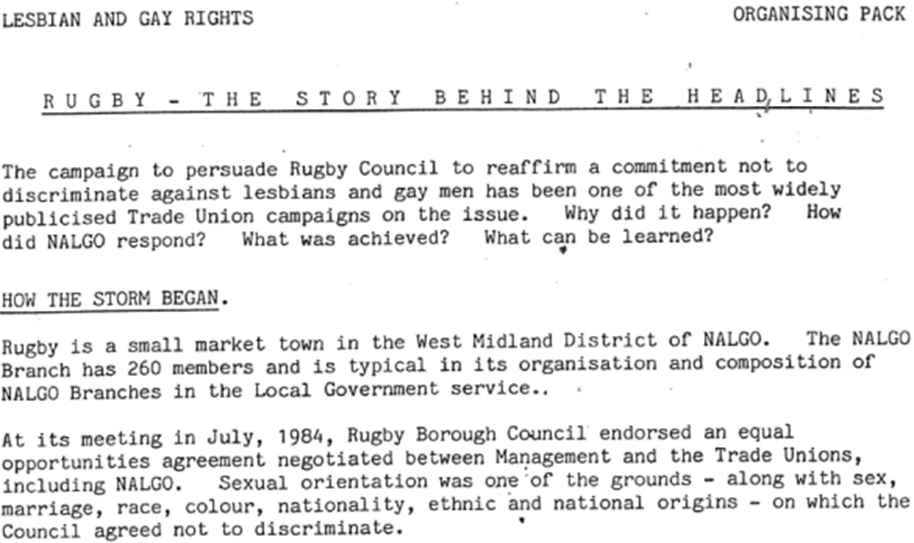 LESBIAN AND GAY RIGHTS ORGANISING PACK
RUGBY - THE STORY BEHIND THE HEADLINES
The campaign to persuade Rugby Council to reaffirm a commitment not to
discriminate against lesbians and gay men has been one of the most widely
publicised Trade Union campaigns on the issue. Why did it happen? How
did NALGO respond? What was achieved? What can be learned?
HOW THE STORM BEGAN.
Rugby is a small market town in the West Midland District of NALGO. The NALGO
Branch has 260 members and is typical in its organisation and composition of
NALGO Branches in the Local Government service..
At its meeting in July, 1984, Rugby Borough Council endorsed an equal
opportunities agreement negotiated between Management and the Trade Unions,
including NALGO. Sexual orientation was one of the grounds - along with sex,
marriage, race, colour, nationality, ethnic and national origins - on which the
Council agreed not to discriminate.